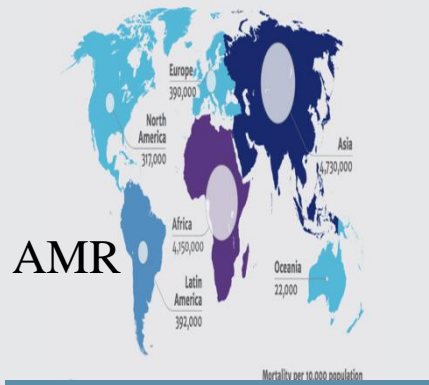 Europe
390,000
North
America
317,000
Asia
4,730,000
Africa
4,150,000
AMR
Oceania
22,000
Latin
America
392,000
Mortality per 10,000 population